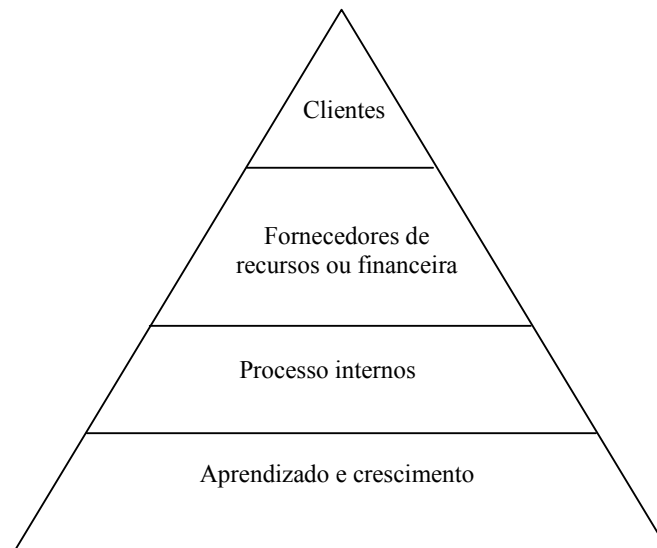 Clientes
Fornecedores de
recursos ou financeira
Processo internos
Aprendizado e crescimento